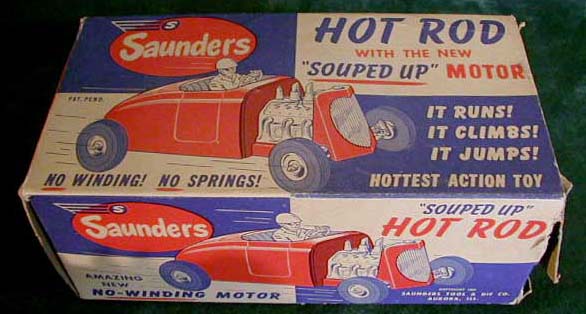 S
Saunders
HOT ROD
WITH THE NEW
"SOUPED UP" MOTOR
PAT. PEND.
IT RUNS!
IT CLIMBS!
IT JUMPS!
NO WINDING! NO SPRINGS!
HOTTEST ACTION TOY
S
Saunders
"SOUPED UP"
HOT ROD
AMAZING
NEW
NO-WINDING MOTOR
COPYRIGHT
SAUNDERS TOOL & DIE CO.
AURORA, ILL.